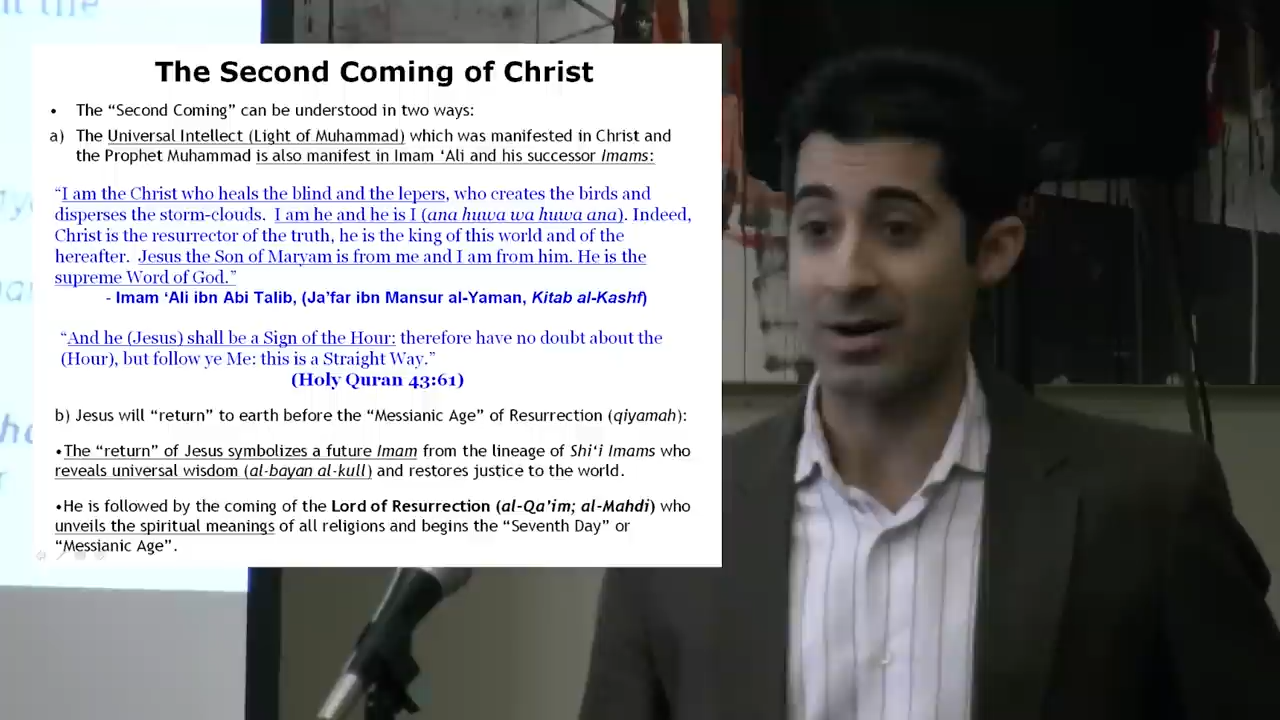 The Second Coming of Christ
• The “Second Coming” can be understood in two ways:
a) The Universal Intellect (Light of Muhammad) which was manifested in Christ and
the Prophet Muhammad is also manifest in Imam ‘Ali and his successor Imams:
“I am the Christ who heals the blind and the lepers, who creates the birds and
disperses the storm-clouds. I am he and he is I (ana huwa wa huwa ana). Indeed,
Christ is the resurrector of the truth, he is the king of this world and of the
hereafter. Jesus the Son of Maryam is from me and I am from him. He is the
supreme Word of God.”
- Imam ‘Ali ibn Abi Talib, (Ja’far ibn Mansur al-Yaman, Kitab al-Kashf)
“And he (Jesus) shall be a Sign of the Hour: therefore have no doubt about the
(Hour), but follow ye Me: this is a Straight Way.”
(Holy Quran 43:61)
b) Jesus will “return” to earth before the “Messianic Age” of Resurrection (qiyamah):
•The “return” of Jesus symbolizes a future Imam from the lineage of Shi‘i Imams who
reveals universal wisdom (al-bayan al-kull) and restores justice to the world.
•He is followed by the coming of the Lord of Resurrection (al-Qa’im; al-Mahdi) who
unveils the spiritual meanings of all religions and begins the “Seventh Day” or
“Messianic Age”.